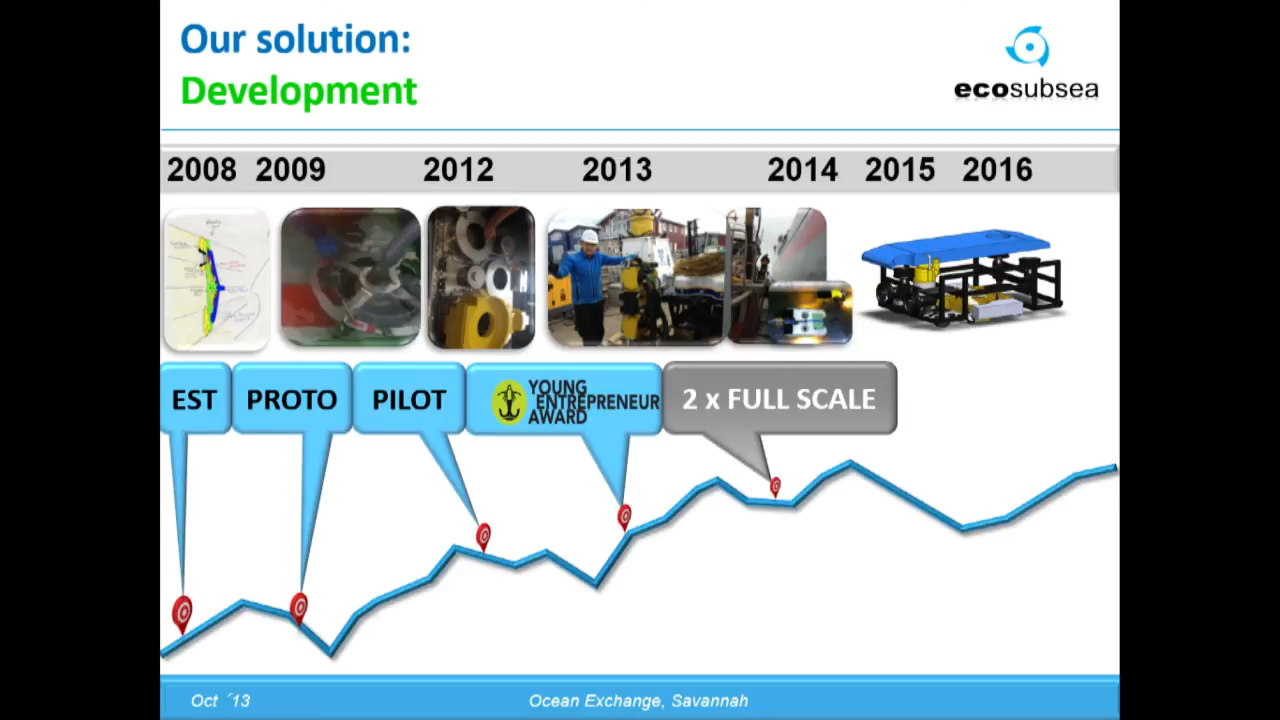 Our solution:
Development
ecosubsea
2008 2009 2012 2013 2014 2015 2016
EST
PROTO
PILOT
YOUNG
ENTREPRENEUR
AWARD
2 x FULL SCALE
Oct ´13
Ocean Exchange, Savannah